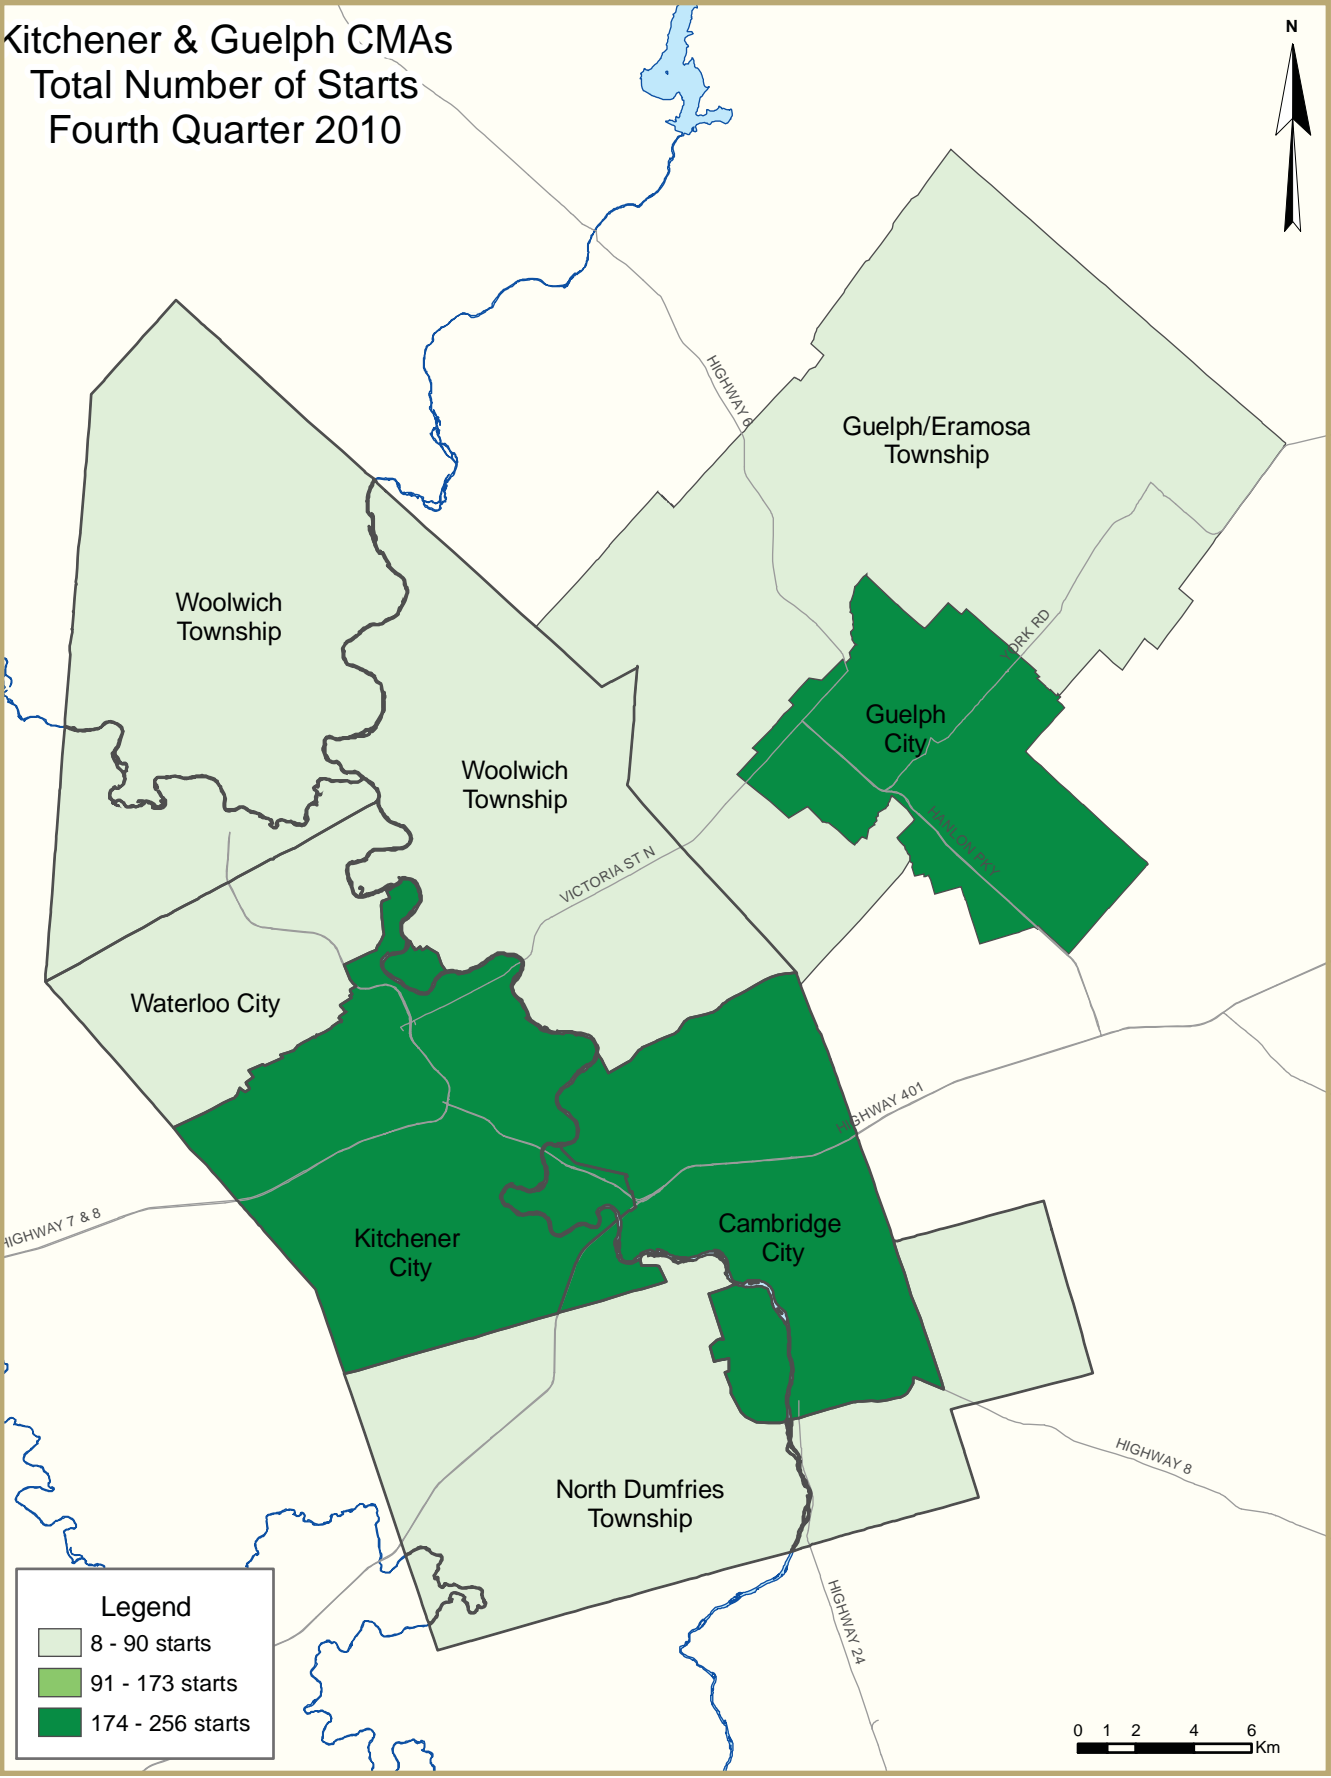 Kitchener & Guelph CMAs
Total Number of Starts
Fourth Quarter 2010
N
HIGHWAY 6
Guelph/Eramosa
Township
Woolwich
Township
YORK RD
Guelph
City
Woolwich
Township
HANLON PKY
VICTORIA ST N
Waterloo City
HIGHWAY 401
HIGHWAY 7 & 8
Kitchener
City
Cambridge
City
HIGHWAY 8
North Dumfries
Township
HIGHWAY 24
Legend
8 - 90 starts
91 - 173 starts
174 - 256 starts
0 1 2 4 6
Km